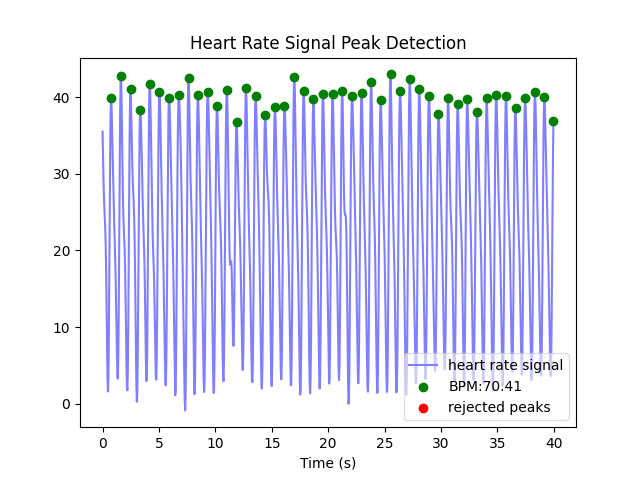 Heart Rate Signal Peak Detection
40
30
20
10
0
heart rate signal
BPM:70.41
rejected peaks
0 5 10 15 20 25 30 35 40
Time (s)